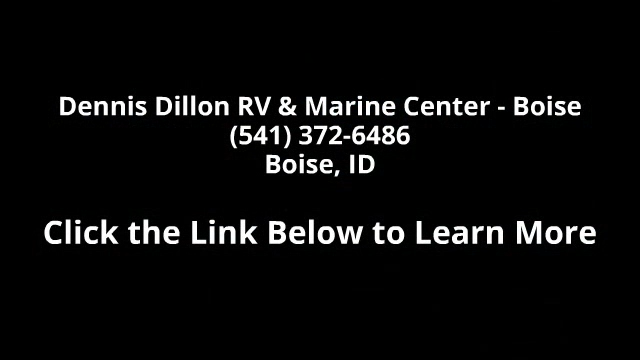 Dennis Dillon RV & Marine Center - Boise
(541) 372-6486
Boise, ID
Click the Link Below to Learn More